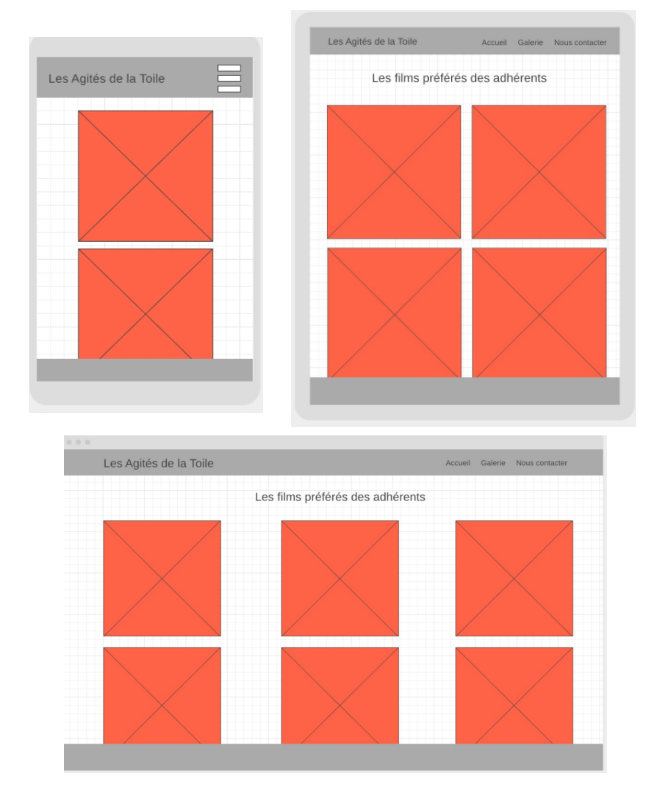 Les Agités de la Toile
Les Agités de la Toile
Accueil Galerie Nous contacter
Les films préférés des adhérents
Les Agités de la Toile
Accueil Galerie Nous contacter
Les films préférés des adhérents